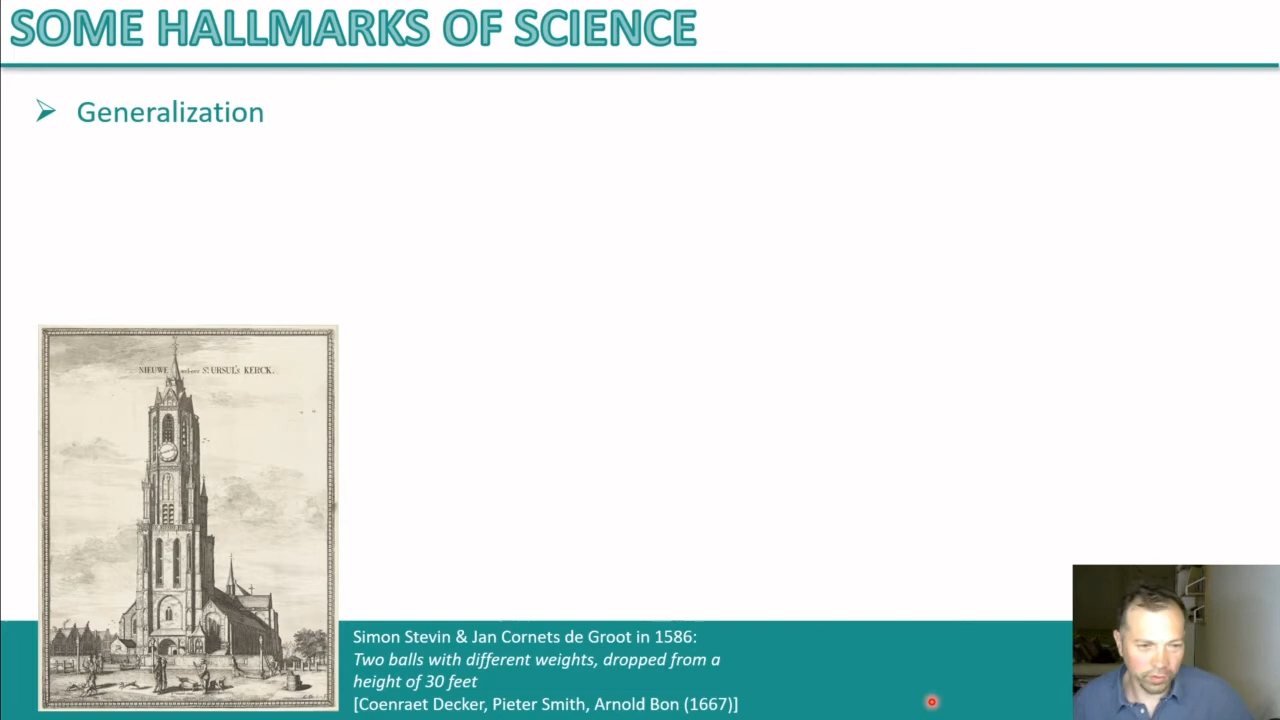 SOME HALLMARKS OF SCIENCE
Generalization
NIEUWE St URSUL's KERCK.
Simon Stevin & Jan Cornets de Groot in 1586:
Two balls with different weights, dropped from a
height of 30 feet
[Coenraet Decker, Pieter Smith, Arnold Bon (1667)]